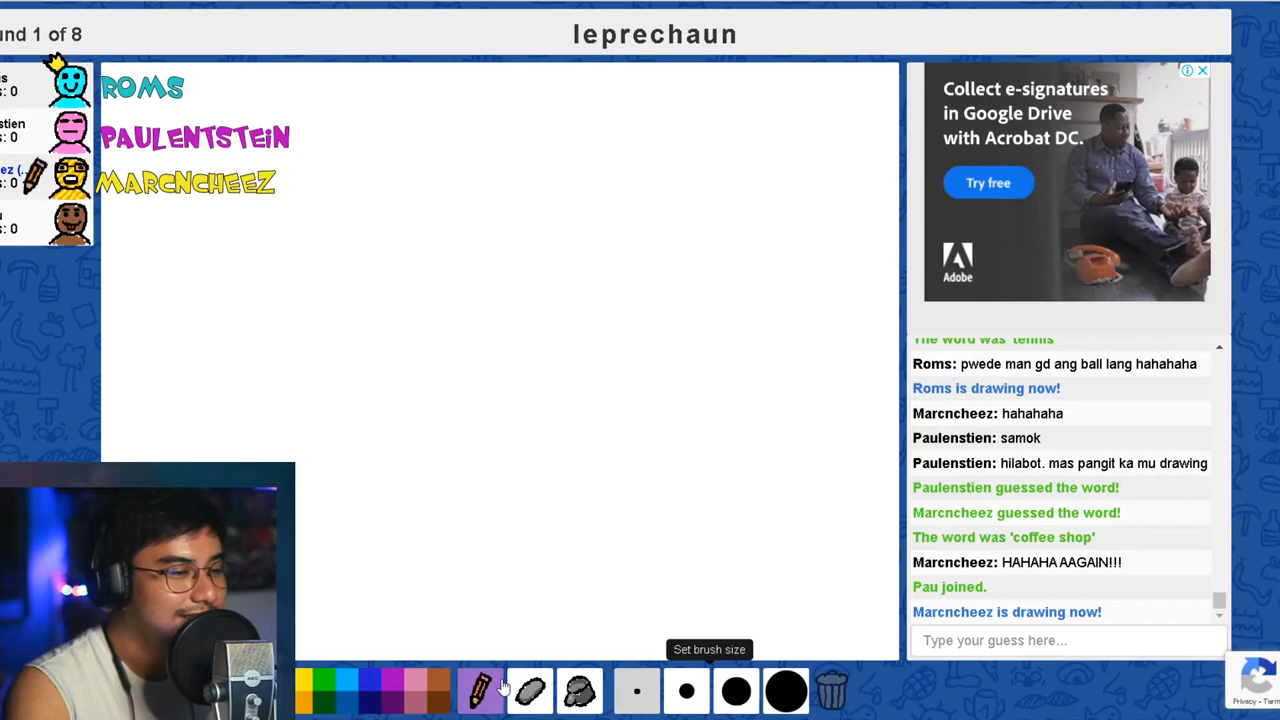 und 1 of 8
leprechaun
s: 0
ROMS
stien
s: 0
PAULENTSTEiN
ez (...
s: 0
MARCNCHEEZ
s: 0
Collect e-signatures
in Google Drive
with Acrobat DC.
Try free
Adobe
The word was 'tennis'
Roms: pwede man gd ang ball lang hahahaha
Roms is drawing now!
Marcncheez: hahahaha
Paulenstien: samok
Paulenstien: hilabot. mas pangit ka mu drawing
Paulenstien guessed the word!
Marcncheez guessed the word!
The word was 'coffee shop'
Marcncheez: HAHAHA AAGAIN!!!
Pau joined.
Marcncheez is drawing now!
Type your guess here...
Set brush size
Privacy - Term